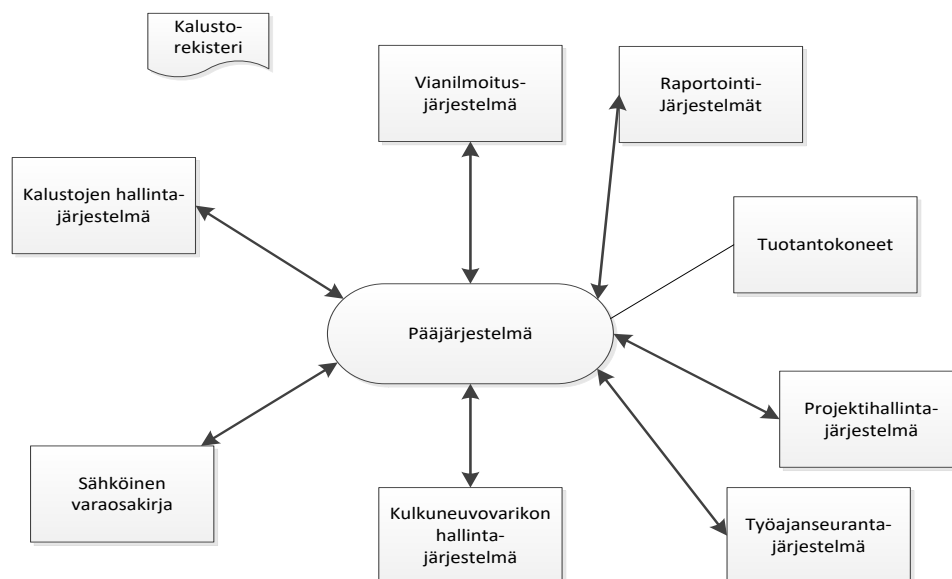 Kalusto-
rekisteri
Vianilmoitus-
järjestelmä
Raportointi-
Järjestelmät
Kalustojen hallinta-
järjestelmä
Tuotantokoneet
Pääjärjestelmä
Projektihallinta-
järjestelmä
Sähköinen
varaosakirja
Kulkuneuvovarikon
hallinta-
järjestelmä
Työajanseuranta-
järjestelmä